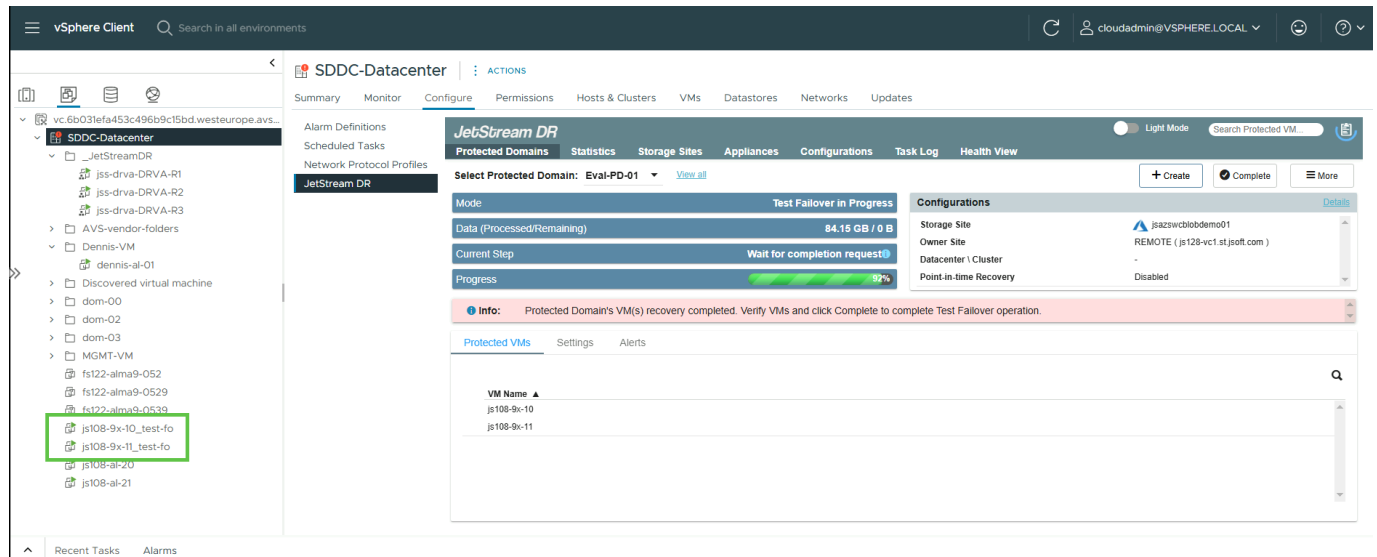 vSphere Client
Search in all environments
cloudadmin@VSPHERE.LOCAL
SDDC-Datacenter
ACTIONS
Summary Monitor Configure Permissions Hosts & Clusters VMs Datastores Networks Updates
vc.6b031efa453c496b9c15bd.westeurope.avs...
SDDC-Datacenter
_JetStreamDR
jss-drva-DRVA-R1
jss-drva-DRVA-R2
jss-drva-DRVA-R3
AVS-vendor-folders
Dennis-VM
dennis-al-01
Discovered virtual machine
dom-00
dom-02
dom-03
MGMT-VM
fs122-alma9-052
fs122-alma9-0529
fs122-alma9-0539
js108-9x-10_test-fo
js108-9x-11_test-fo
js108-al-20
js108-al-21
Alarm Definitions
Scheduled Tasks
Network Protocol Profiles
JetStream DR
JetStream DR
Light Mode
Search Protected VM...
Protected Domains Statistics Storage Sites Appliances Configurations Task Log Health View
Select Protected Domain: Eval-PD-01 View all
+ Create Complete More
Mode Test Failover in Progress
Data (Processed/Remaining) 84.15 GB / 0 B
Current Step Wait for completion request
Progress 92%
Configurations Details
Storage Site jsazswcblobdemo01
Owner Site REMOTE ( js128-vc1.st.jsoft.com )
Datacenter \ Cluster -
Point-in-time Recovery Disabled
Info: Protected Domain's VM(s) recovery completed. Verify VMs and click Complete to complete Test Failover operation.
Protected VMs Settings Alerts
VM Name
js108-9x-10
js108-9x-11
Recent Tasks Alarms